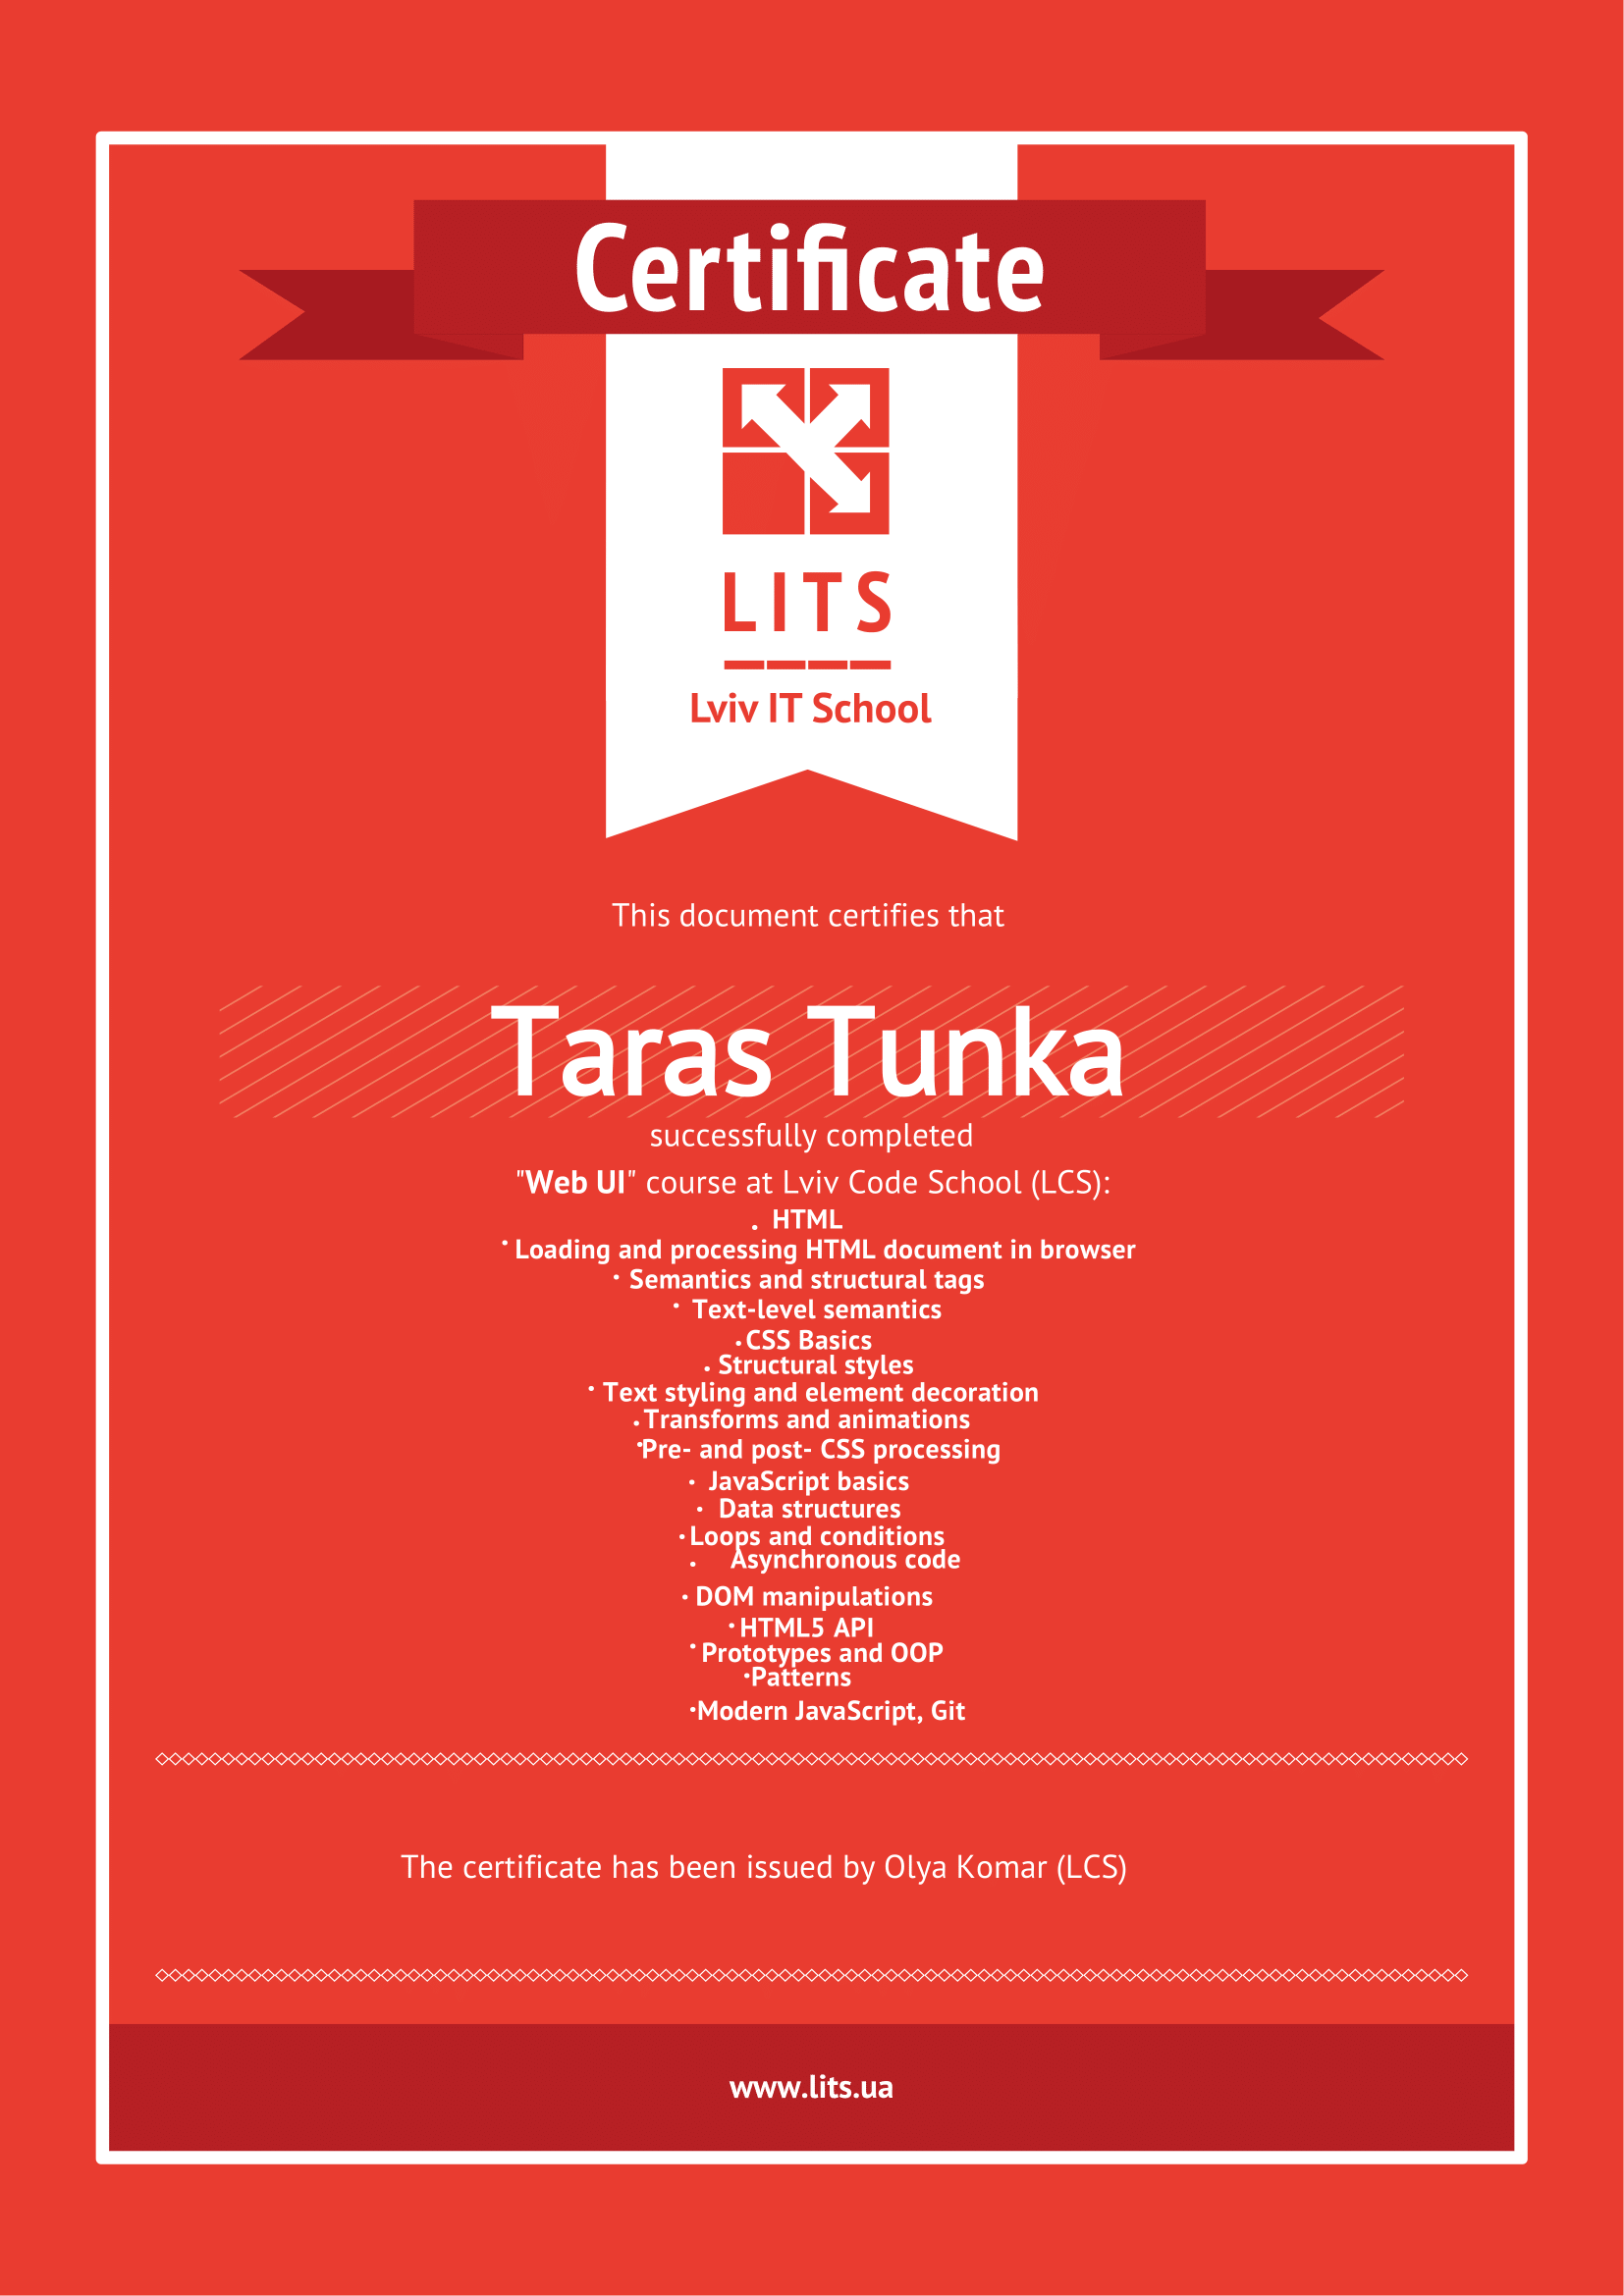 Certificate
LITS
Lviv IT School
This document certifies that
Taras Tunka
successfully completed
"Web UI" course at Lviv Code School (LCS):
• HTML
• Loading and processing HTML document in browser
• Semantics and structural tags
• Text-level semantics
• CSS Basics
• Structural styles
• Text styling and element decoration
• Transforms and animations
• Pre- and post- CSS processing
• JavaScript basics
• Data structures
• Loops and conditions
• Asynchronous code
• DOM manipulations
• HTML5 API
• Prototypes and OOP
• Patterns
• Modern JavaScript, Git
The certificate has been issued by Olya Komar (LCS)
www.lits.ua